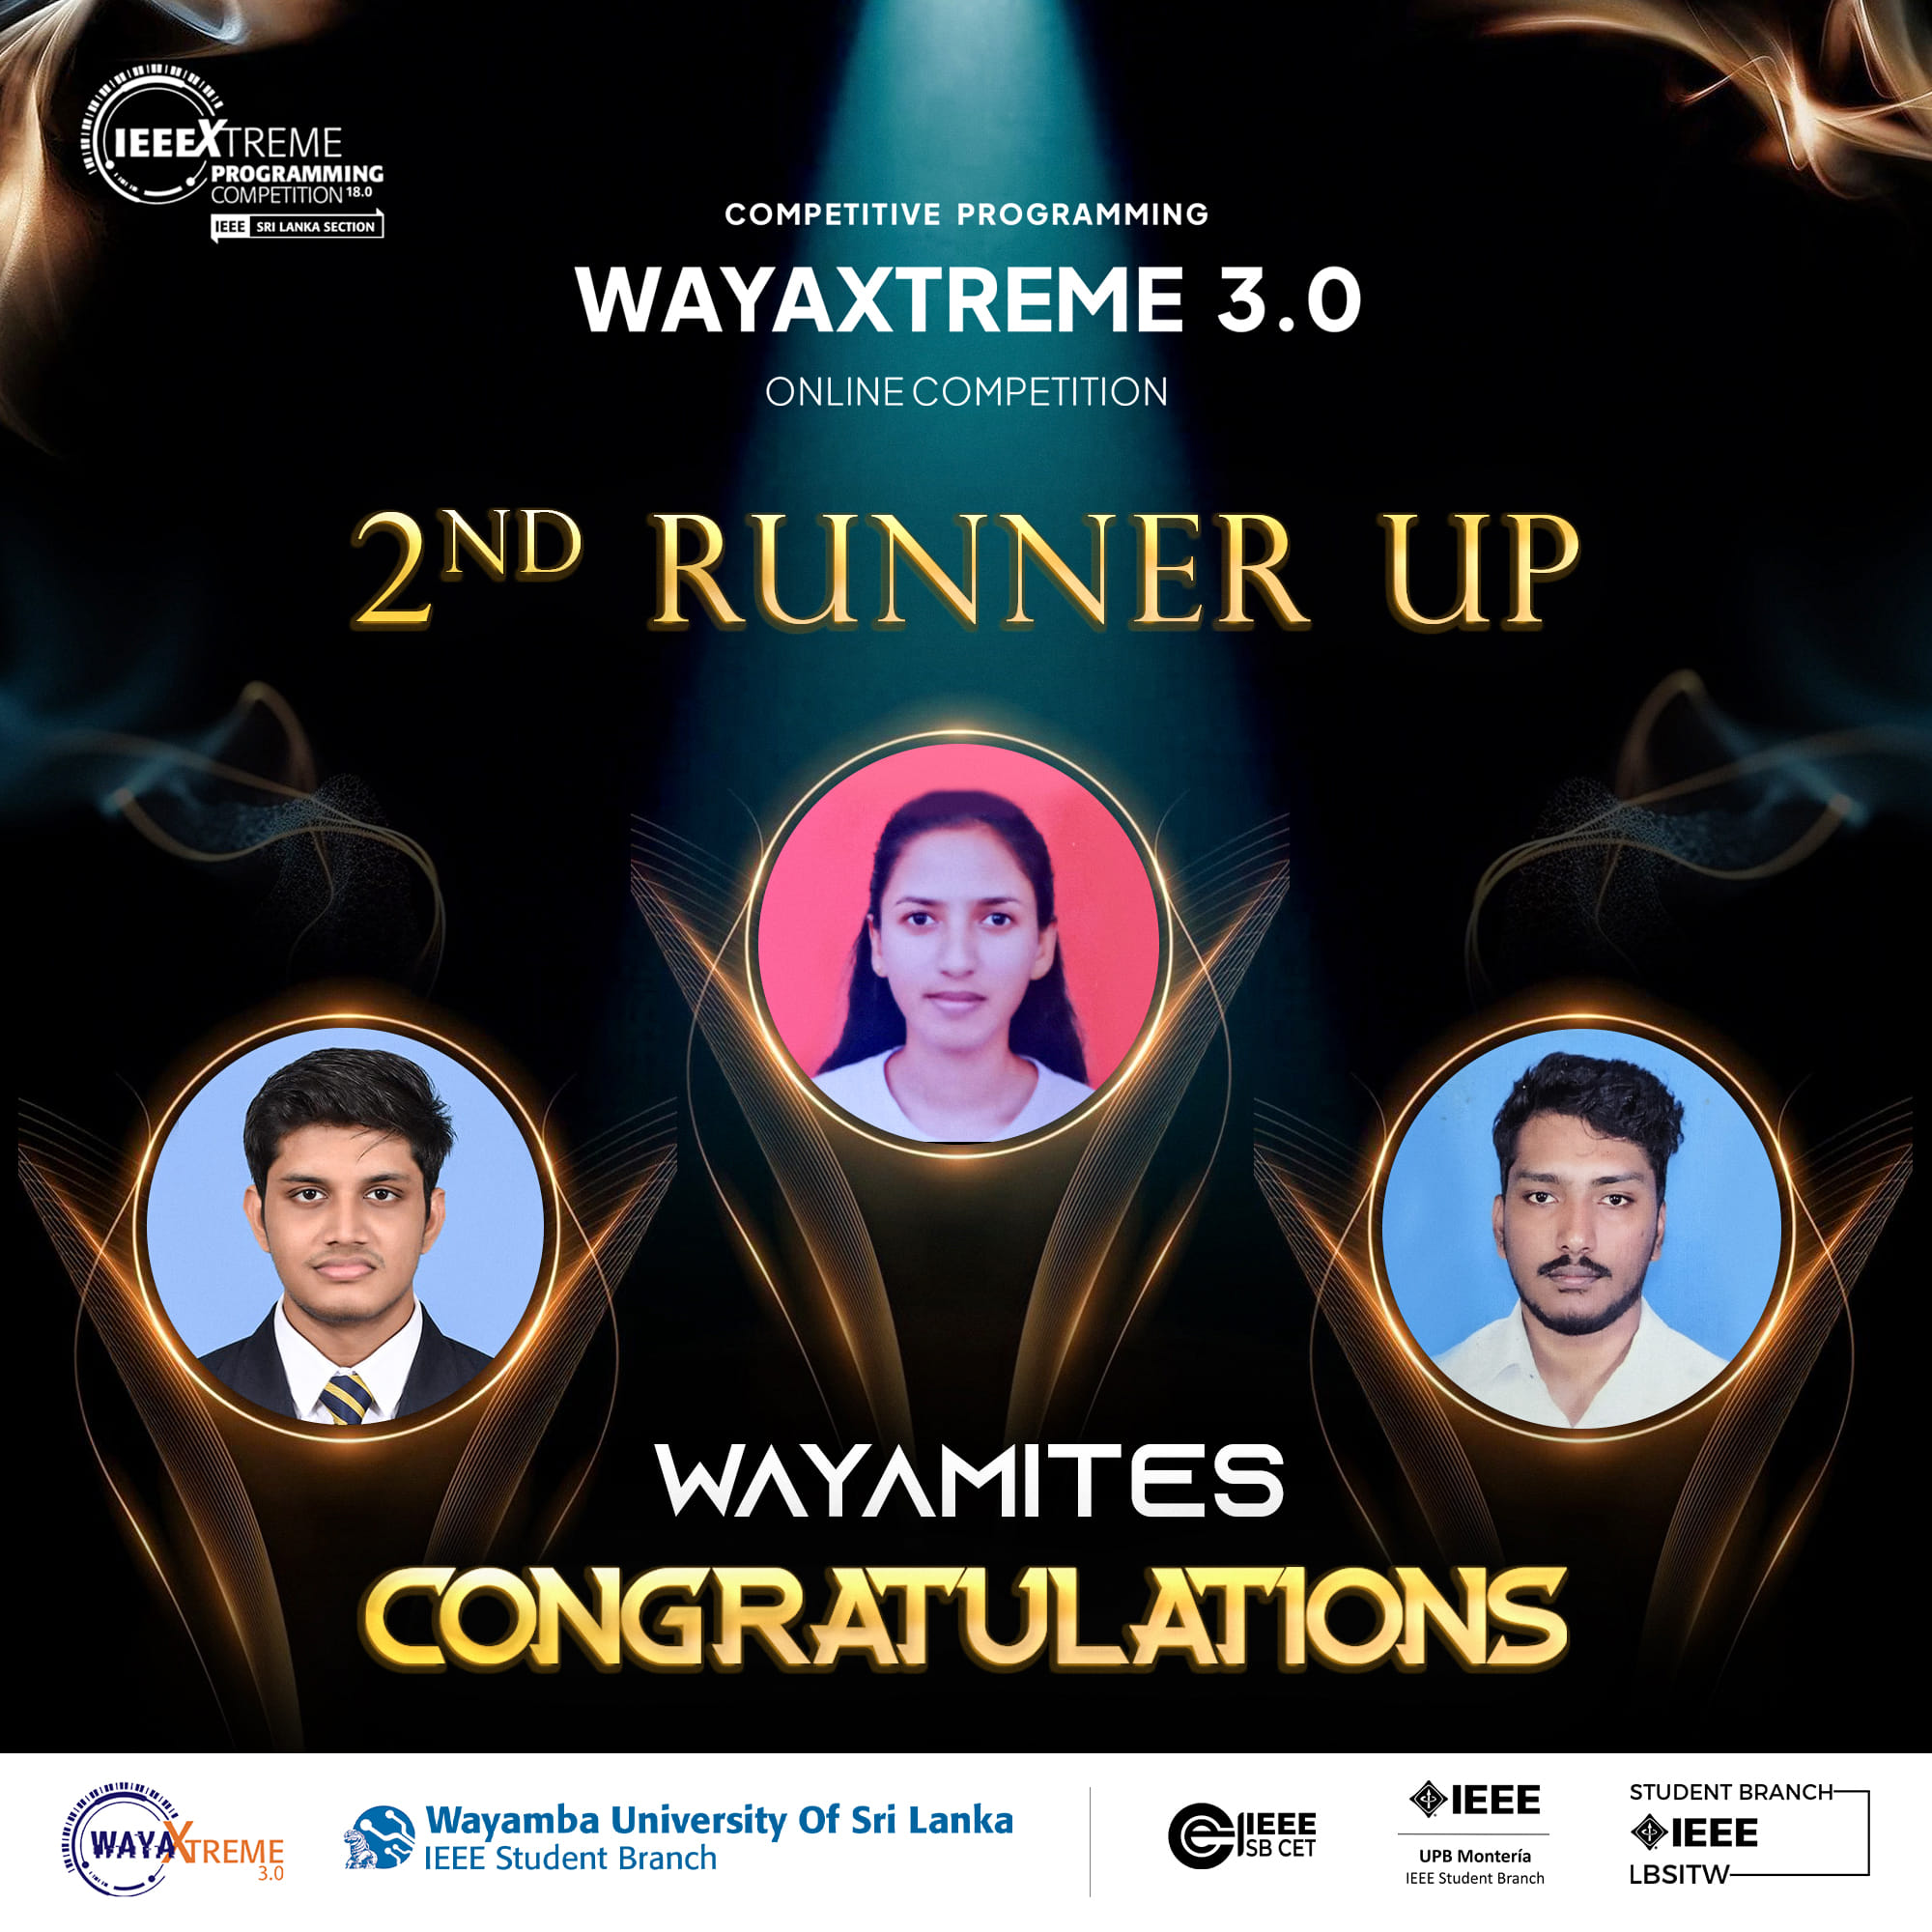 IEEEXTREME
PROGRAMMING
COMPETITION 18.0
IEEE SRI LANKA SECTION
COMPETITIVE PROGRAMMING
WAYAXTREME 3.0
ONLINE COMPETITION
2ND RUNNER UP
WAYAMITES
CONGRATULATIONS
WAYAXTREME
3.0
Wayamba University Of Sri Lanka
IEEE Student Branch
IEEE
SB CET
IEEE
UPB Montería
IEEE Student Branch
STUDENT BRANCH
IEEE
LBSITW